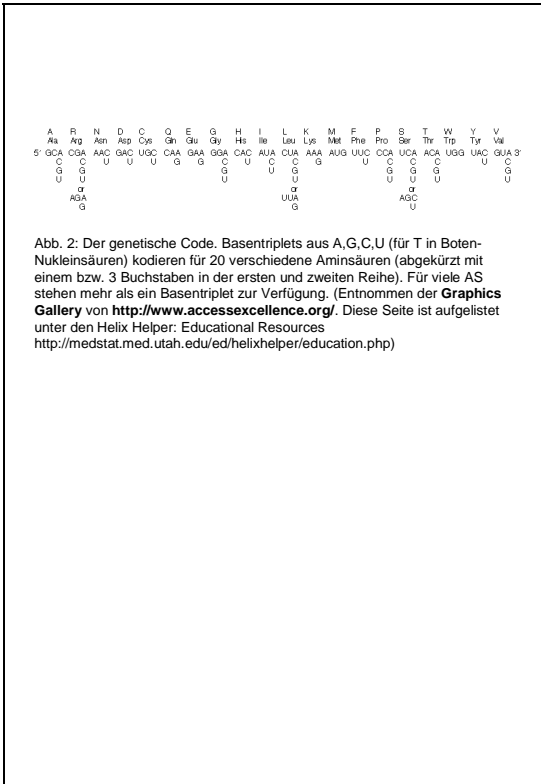 A R N D C Q E G H I L K M F P S T W Y V
Ala Arg Asn Asp Cys Gln Glu Gly His Ile Leu Lys Met Phe Pro Ser Thr Trp Tyr Val
5′ GCA CGA AAC GAC UGC CAA GAA GGA CAC AUA CUA AAA AUG UUC CCA UCA ACA UGG UAC GUA 3′
C C U U U G G C U C C G U C C C U C
G G G U G G G G G
U U U U U U U U
or or or
AGA UUA AGC
G G U
Abb. 2: Der genetische Code. Basentriplets aus A,G,C,U (für T in Boten-
Nukleinsäuren) kodieren für 20 verschiedene Aminsäuren (abgekürzt mit
einem bzw. 3 Buchstaben in der ersten und zweiten Reihe). Für viele AS
stehen mehr als ein Basentriplet zur Verfügung. (Entnommen der Graphics
Gallery von http://www.accessexcellence.org/. Diese Seite ist aufgelistet
unter den Helix Helper: Educational Resources
http://medstat.med.utah.edu/ed/helixhelper/education.php)